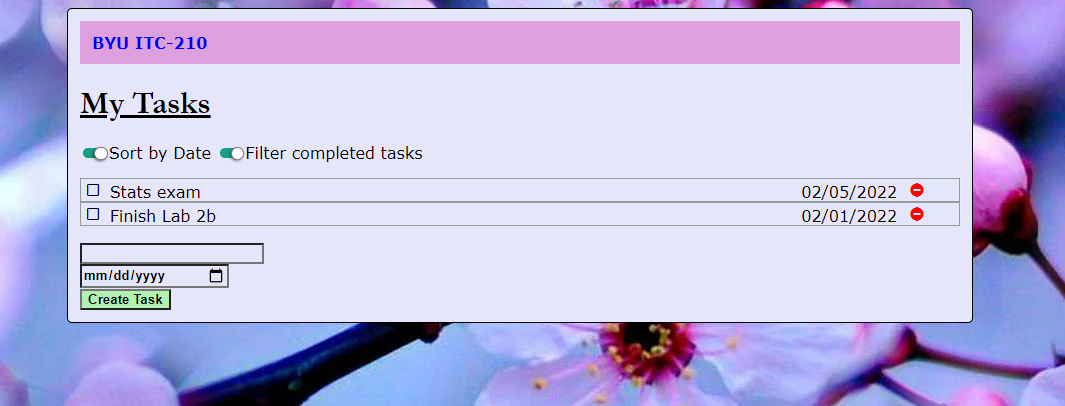 BYU ITC-210
My Tasks
Sort by Date Filter completed tasks
Stats exam 02/05/2022
Finish Lab 2b 02/01/2022
mm/dd/yyyy
Create Task